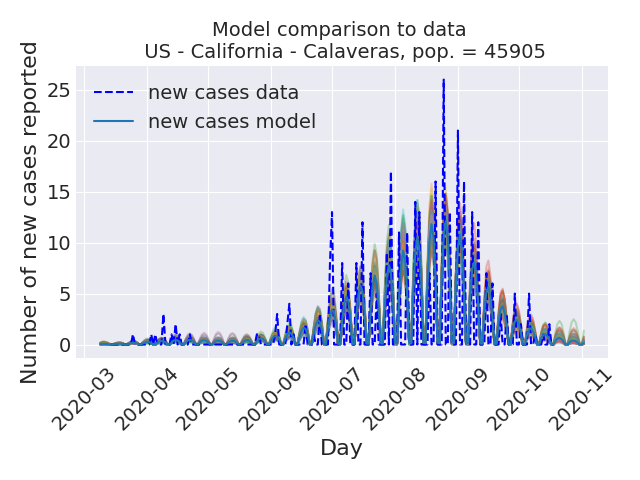 Model comparison to data
US - California - Calaveras, pop. = 45905
Number of new cases reported
25
20
15
10
5
0
new cases data
new cases model
2020-03
2020-04
2020-05
2020-06
2020-07
2020-08
2020-09
2020-10
2020-11
Day